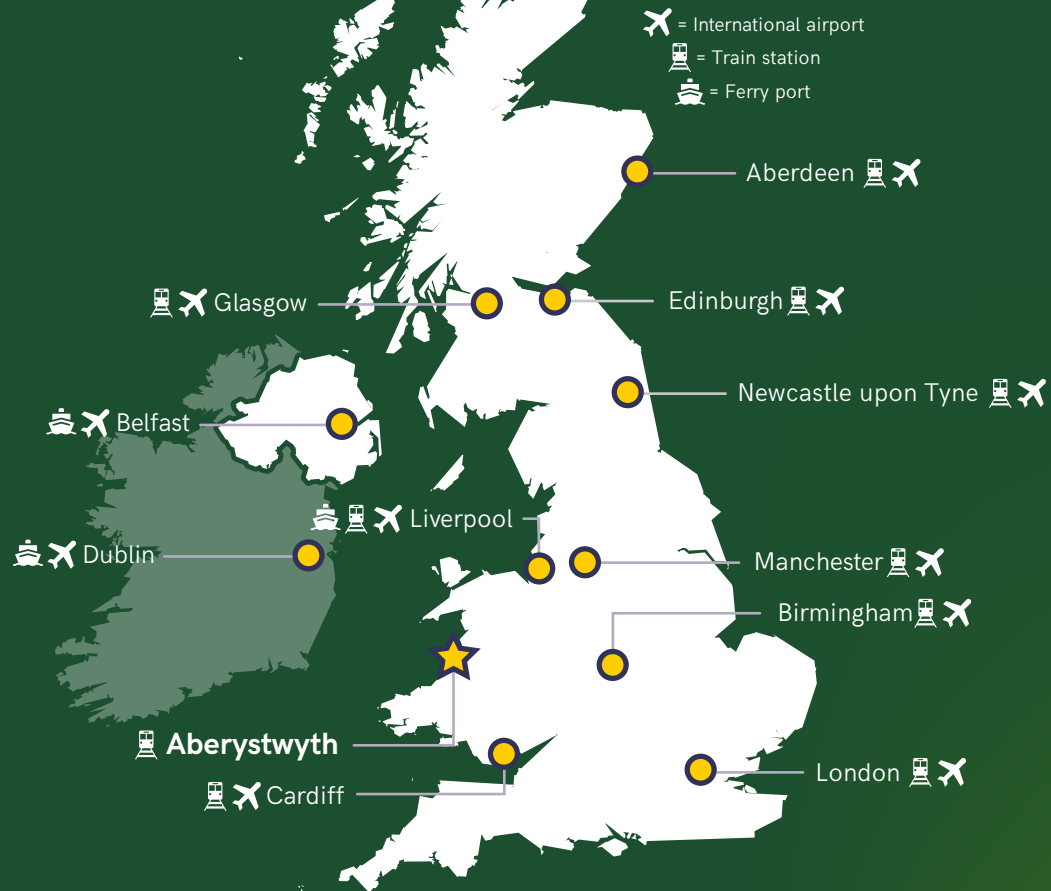 = International airport
= Train station
= Ferry port
Aberdeen
Glasgow
Edinburgh
Newcastle upon Tyne
Belfast
Liverpool
Dublin
Manchester
Birmingham
Aberystwyth
London
Cardiff